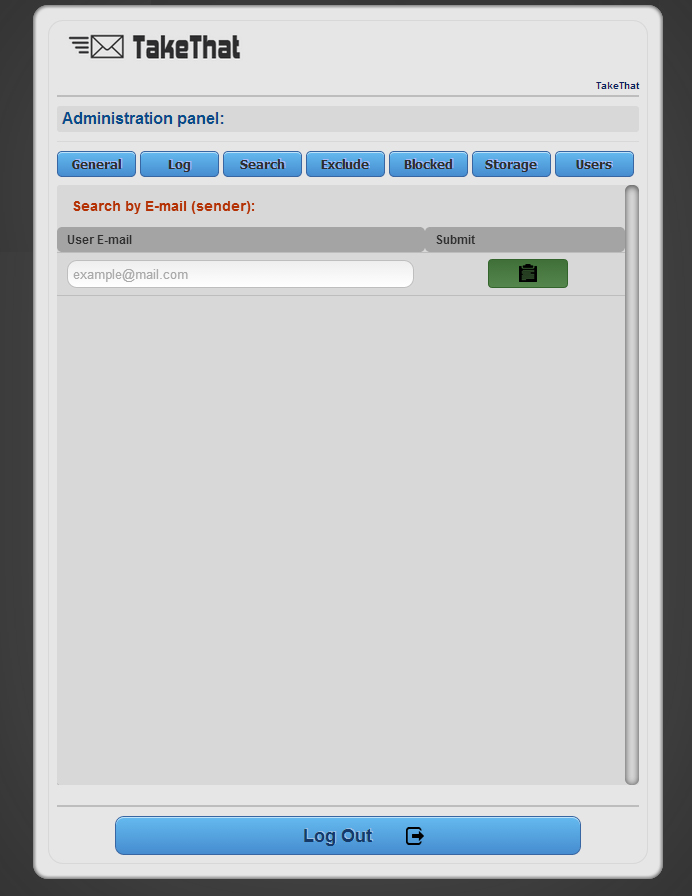 TakeThat
TakeThat
Administration panel:
General Log Search Exclude Blocked Storage Users
Search by E-mail (sender):
User E-mail Submit
example@mail.com
Log Out